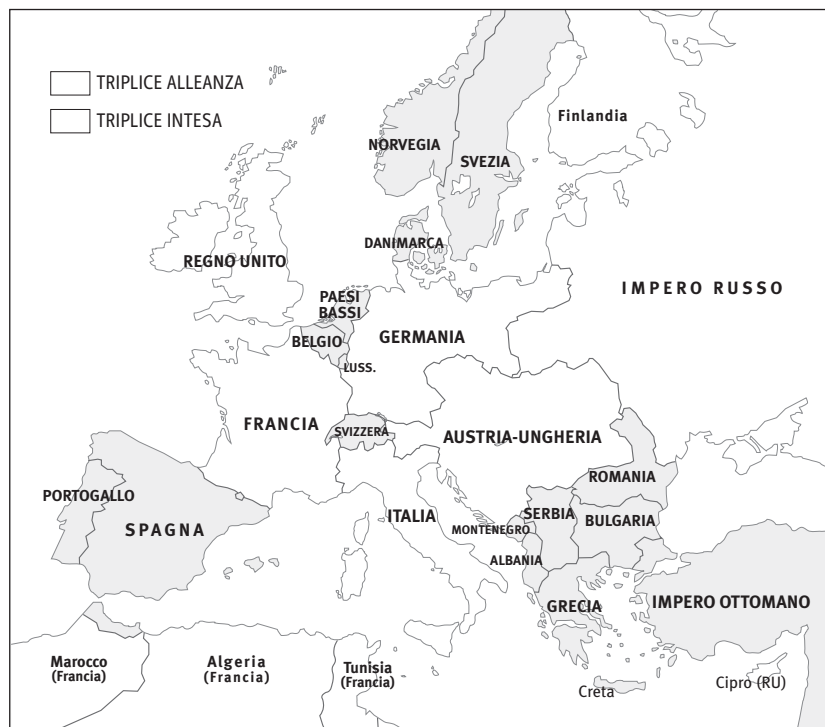 TRIPLICE ALLEANZA
TRIPLICE INTESA
Finlandia
NORVEGIA
SVEZIA
DANIMARCA
REGNO UNITO
IMPERO RUSSO
PAESI
BASSI
BELGIO
GERMANIA
LUSS.
FRANCIA
SVIZZERA
AUSTRIA-UNGHERIA
ROMANIA
PORTOGALLO
SPAGNA
ITALIA
SERBIA
BULGARIA
MONTENEGRO
ALBANIA
GRECIA
IMPERO OTTOMANO
Marocco
(Francia)
Algeria
(Francia)
Tunisia
(Francia)
Creta
Cipro (RU)